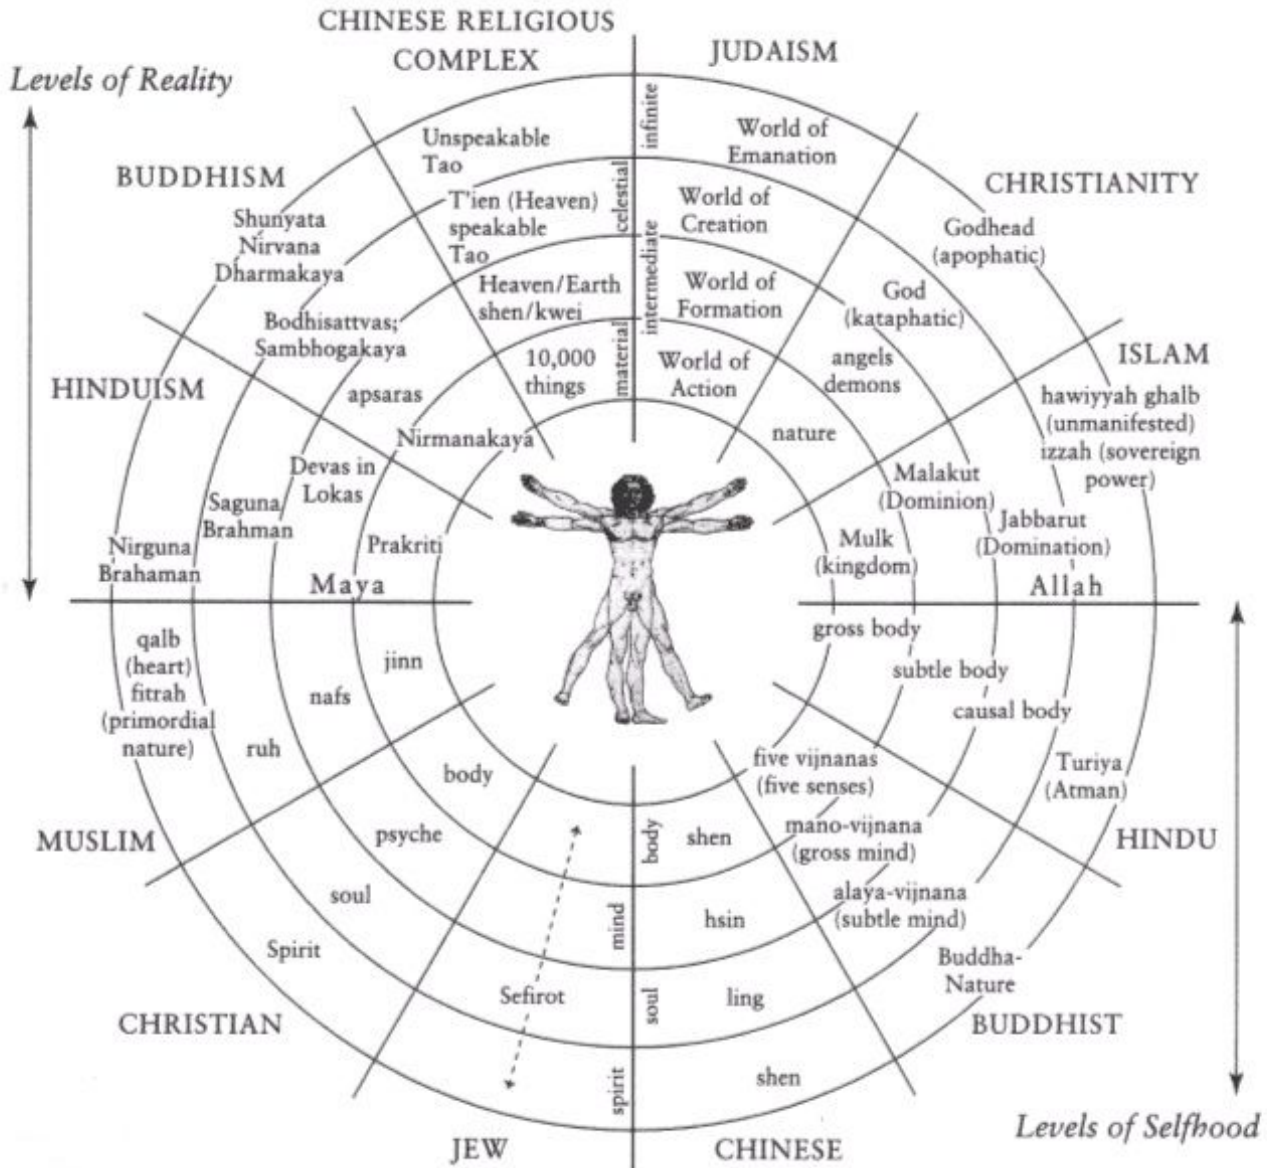 CHINESE RELIGIOUS
COMPLEX
JUDAISM
Levels of Reality
infinite
Unspeakable
Tao
World of
Emanation
BUDDHISM
CHRISTIANITY
celestial
T'ien (Heaven)
speakable
Tao
World of
Creation
Shunyata
Nirvana
Dharmakaya
Godhead
(apophatic)
intermediate
Heaven/Earth
shen/kwei
World of
Formation
God
(kataphatic)
Bodhisattvas;
Sambhogakaya
ISLAM
material
10,000
things
World of
Action
angels
demons
HINDUISM
apsaras
hawiyyah ghalb
(unmanifested)
izzah (sovereign
power)
Nirmanakaya
nature
Devas in
Lokas
Malakut
(Dominion)
Saguna
Brahman
Jabbarut
(Domination)
Nirguna
Brahaman
Prakriti
Mulk
(kingdom)
Maya
Allah
qalb
(heart)
fitrah
(primordial
nature)
jinn
gross body
nafs
subtle body
ruh
causal body
body
five vijnanas
(five senses)
Turiya
(Atman)
MUSLIM
psyche
body
shen
mano-vijnana
(gross mind)
HINDU
soul
mind
hsin
alaya-vijnana
(subtle mind)
Spirit
Sefirot
soul
ling
Buddha-
Nature
CHRISTIAN
BUDDHIST
spirit
shen
JEW
CHINESE
Levels of Selfhood